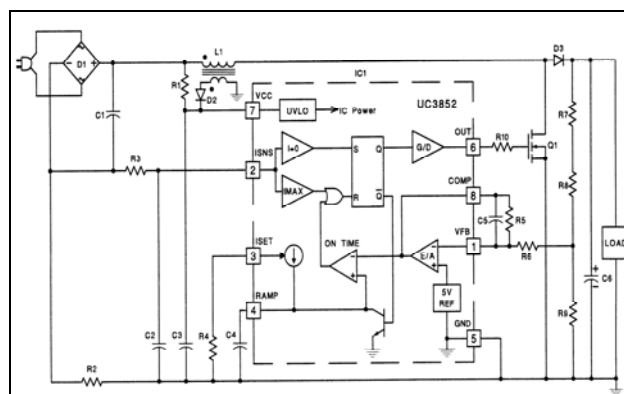 L1
D3
D1
IC1
R1
D2
VCC
7
UVLO
IC Power
UC3852
R7
C1
ISNS
I=0
S
Q
G/D
OUT
6
R10
Q1
R3
2
IMAX
R
Q
COMP
8
R8
C5
R5
ISET
ON TIME
VFB
LOAD
3
E/A
1
R6
RAMP
5V
REF
C6
4
R9
C2
C3
R4
C4
GND
5
R2